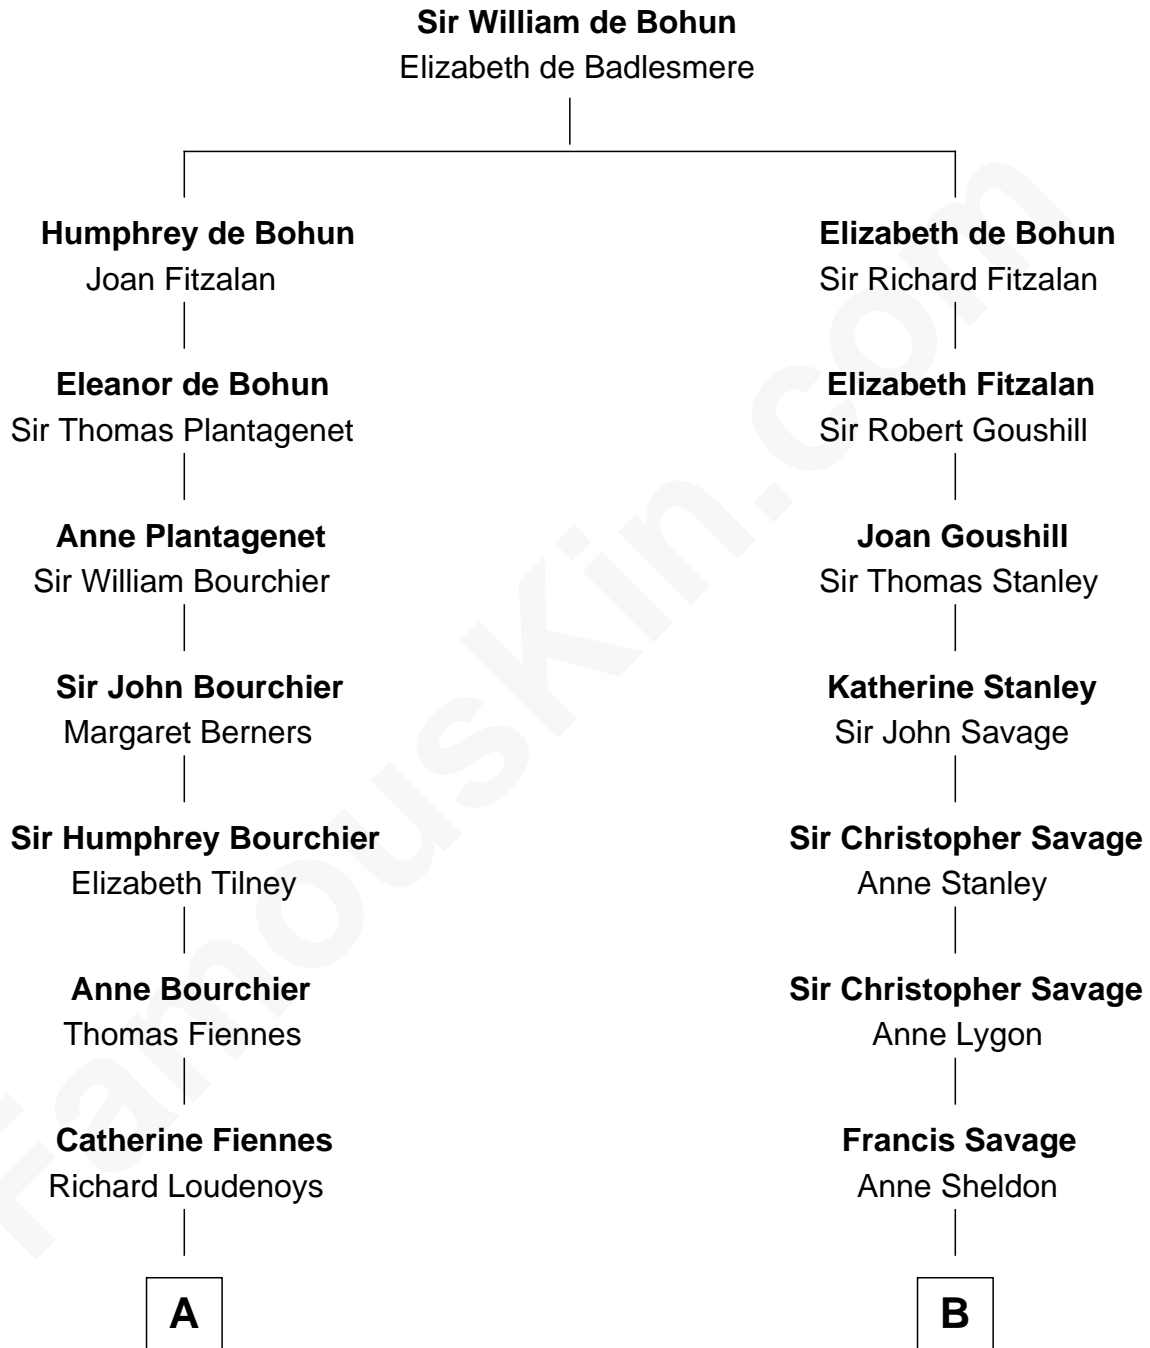 Sir William de Bohun
Elizabeth de Badlesmere
Humphrey de Bohun
Joan Fitzalan
Eleanor de Bohun
Sir Thomas Plantagenet
Anne Plantagenet
Sir William Bourchier
Sir John Bourchier
Margaret Berners
Sir Humphrey Bourchier
Elizabeth Tilney
Anne Bourchier
Thomas Fiennes
Catherine Fiennes
Richard Loudenoys
A
Elizabeth de Bohun
Sir Richard Fitzalan
Elizabeth Fitzalan
Sir Robert Goushill
Joan Goushill
Sir Thomas Stanley
Katherine Stanley
Sir John Savage
Sir Christopher Savage
Anne Stanley
Sir Christopher Savage
Anne Lygon
Francis Savage
Anne Sheldon
B
FamousKin.com